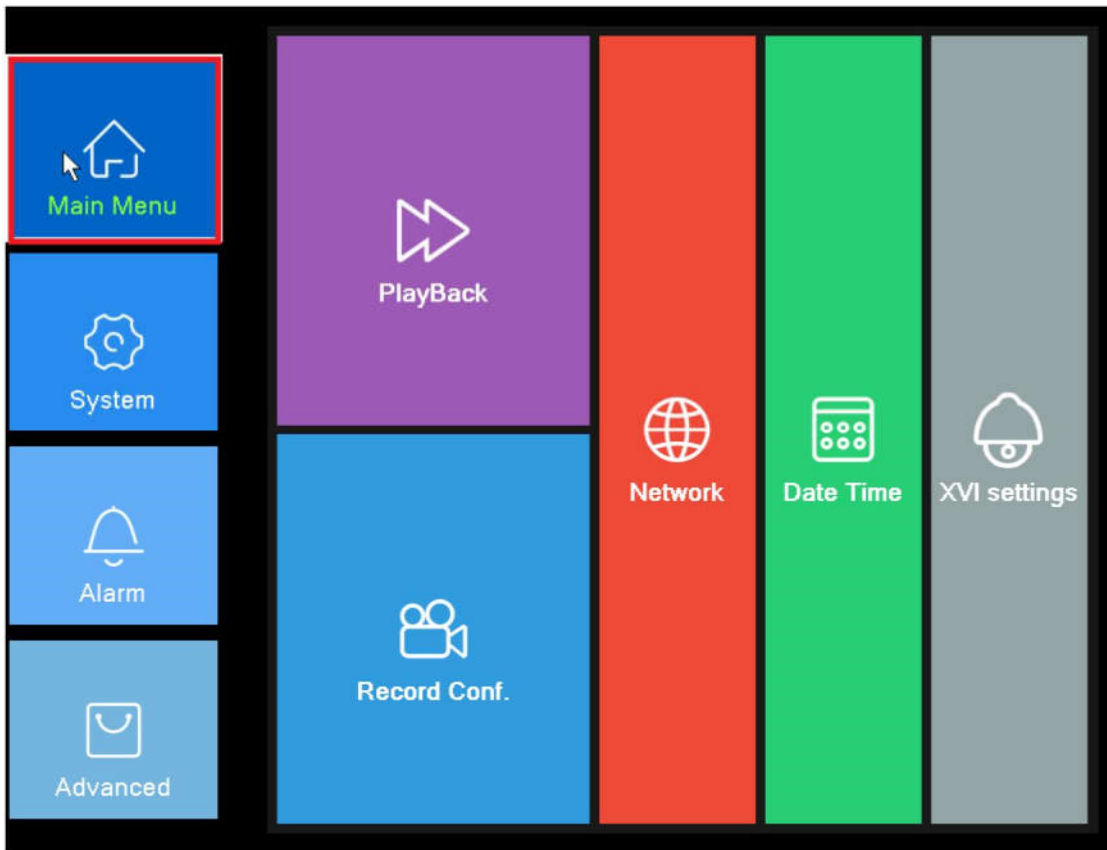 Main Menu
System
Alarm
Advanced
PlayBack
Record Conf.
Network
Date Time
XVI settings